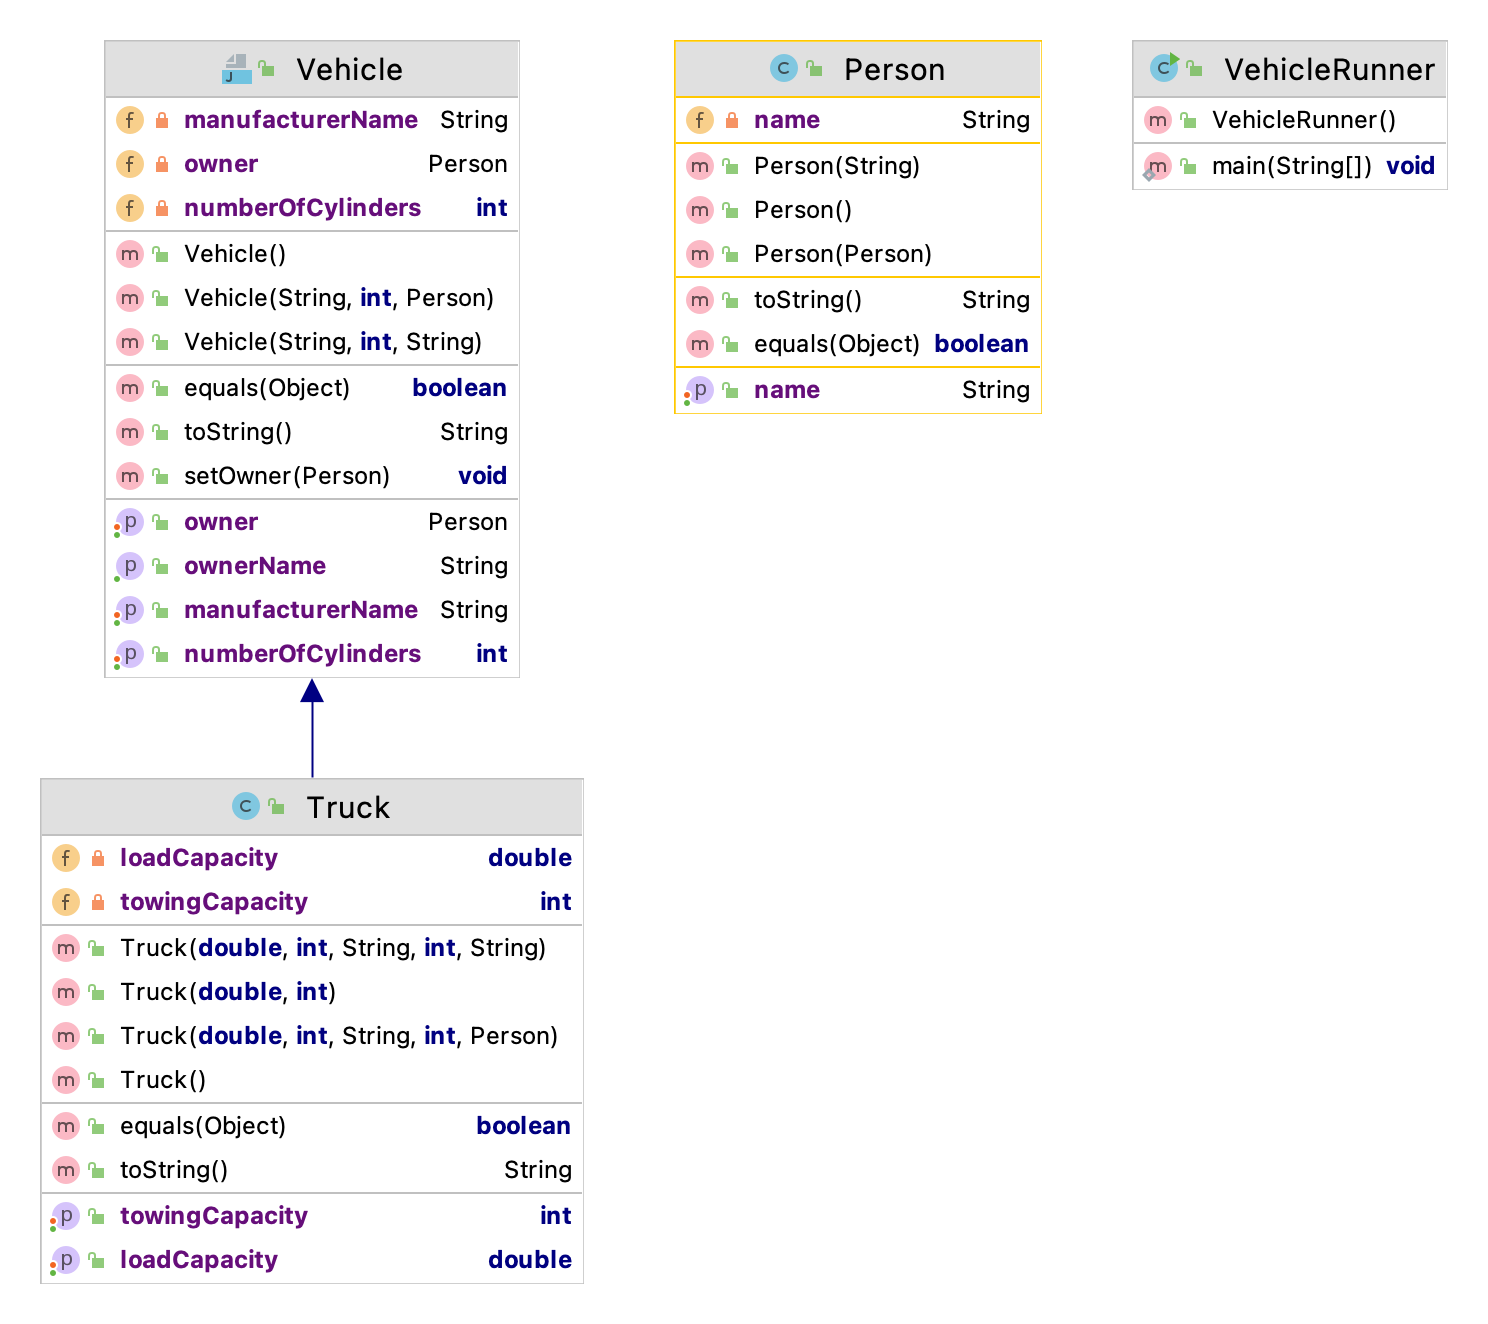 Vehicle
manufacturerName String
owner Person
numberOfCylinders int
Vehicle()
Vehicle(String, int, Person)
Vehicle(String, int, String)
equals(Object) boolean
toString() String
setOwner(Person) void
owner Person
ownerName String
manufacturerName String
numberOfCylinders int
Person
name String
Person(String)
Person()
Person(Person)
toString() String
equals(Object) boolean
name String
VehicleRunner
VehicleRunner()
main(String[]) void
Truck
loadCapacity double
towingCapacity int
Truck(double, int, String, int, String)
Truck(double, int)
Truck(double, int, String, int, Person)
Truck()
equals(Object) boolean
toString() String
towingCapacity int
loadCapacity double